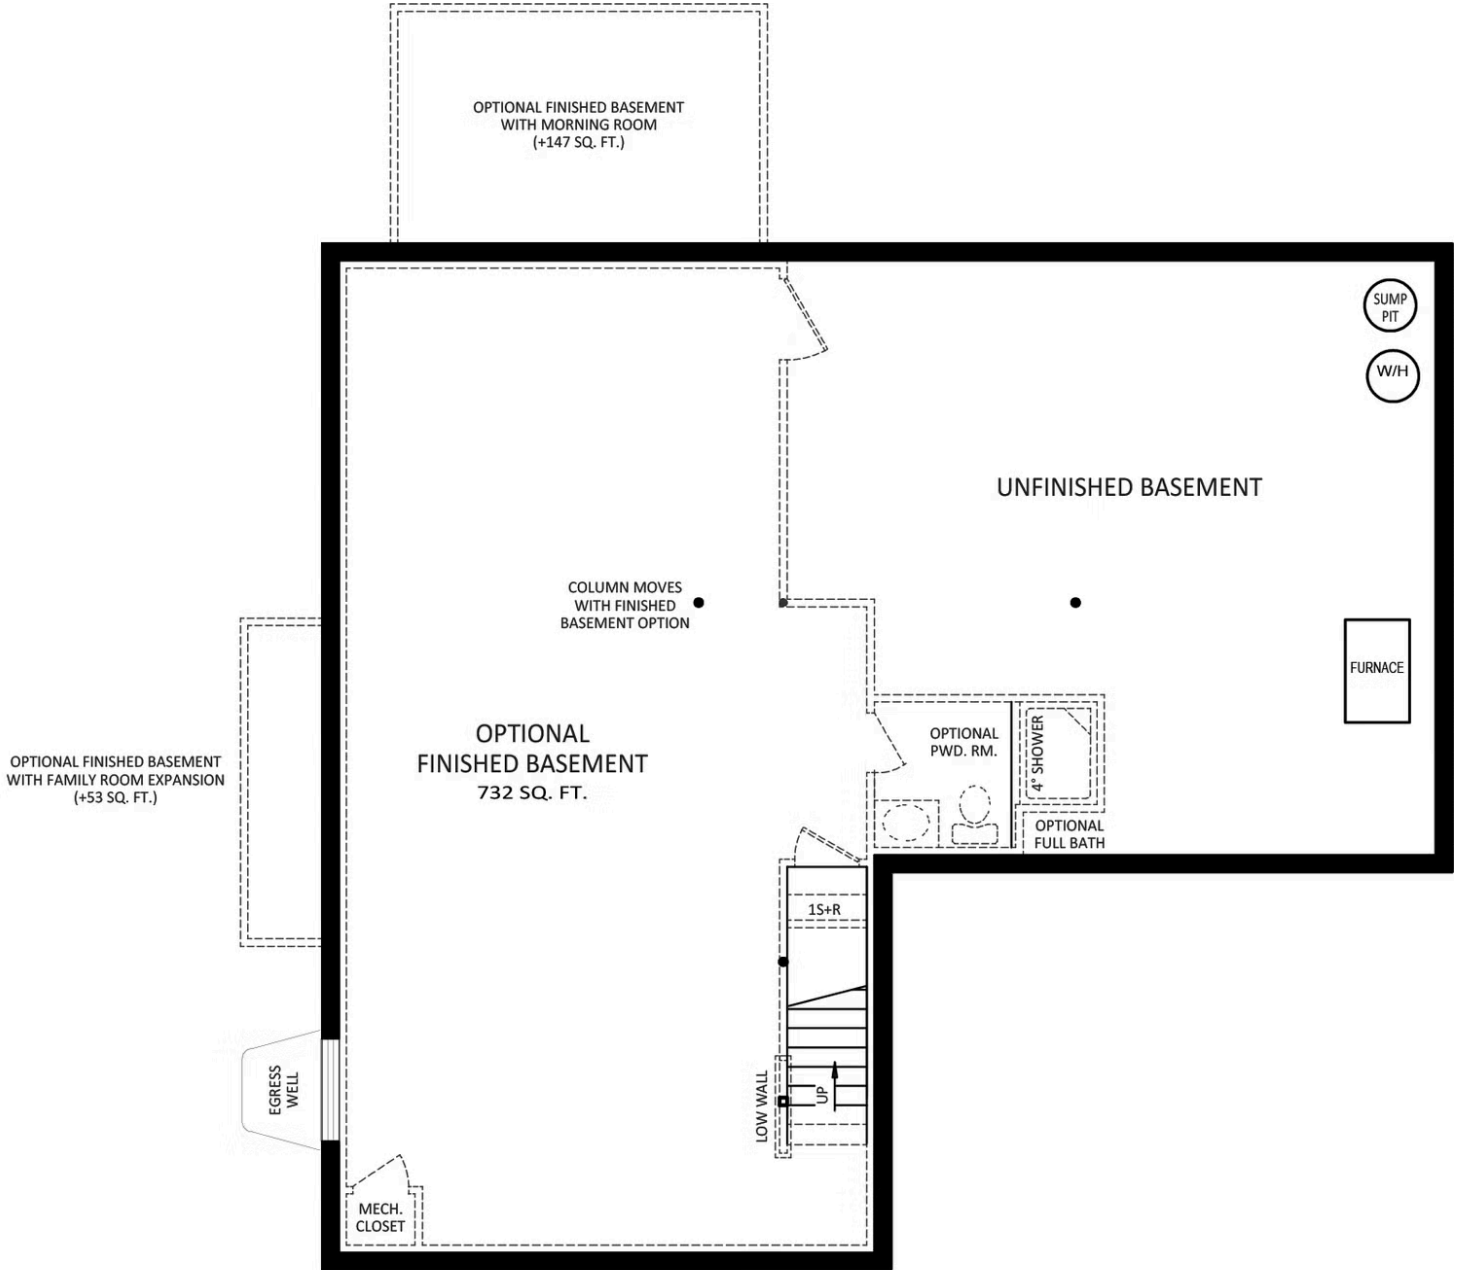 OPTIONAL FINISHED BASEMENT
WITH MORNING ROOM
(+147 SQ. FT.)
SUMP
PIT
W/H
UNFINISHED BASEMENT
COLUMN MOVES
WITH FINISHED
BASEMENT OPTION
FURNACE
OPTIONAL
FINISHED BASEMENT
732 SQ. FT.
OPTIONAL
PWD. RM.
4° SHOWER
OPTIONAL FINISHED BASEMENT
WITH FAMILY ROOM EXPANSION
(+53 SQ. FT.)
OPTIONAL
FULL BATH
1S+R
EGRESS
WELL
LOW WALL
UP
MECH.
CLOSET